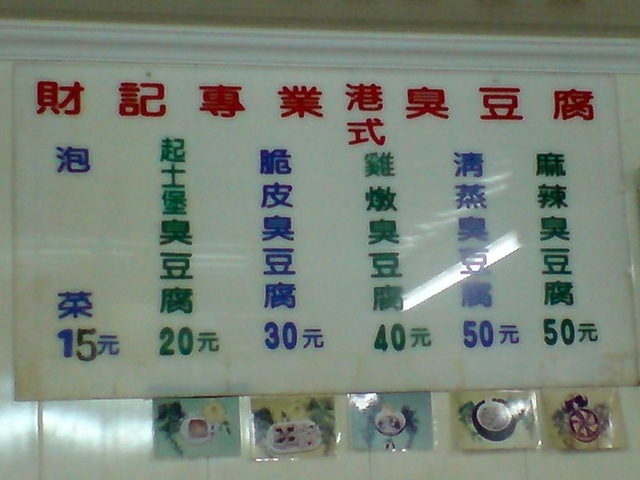 財記專業港式臭豆腐
麻辣臭豆腐50元
清蒸臭豆腐50元
雞燉臭豆腐40元
脆皮臭豆腐30元
起士堡臭豆腐20元
泡菜15元